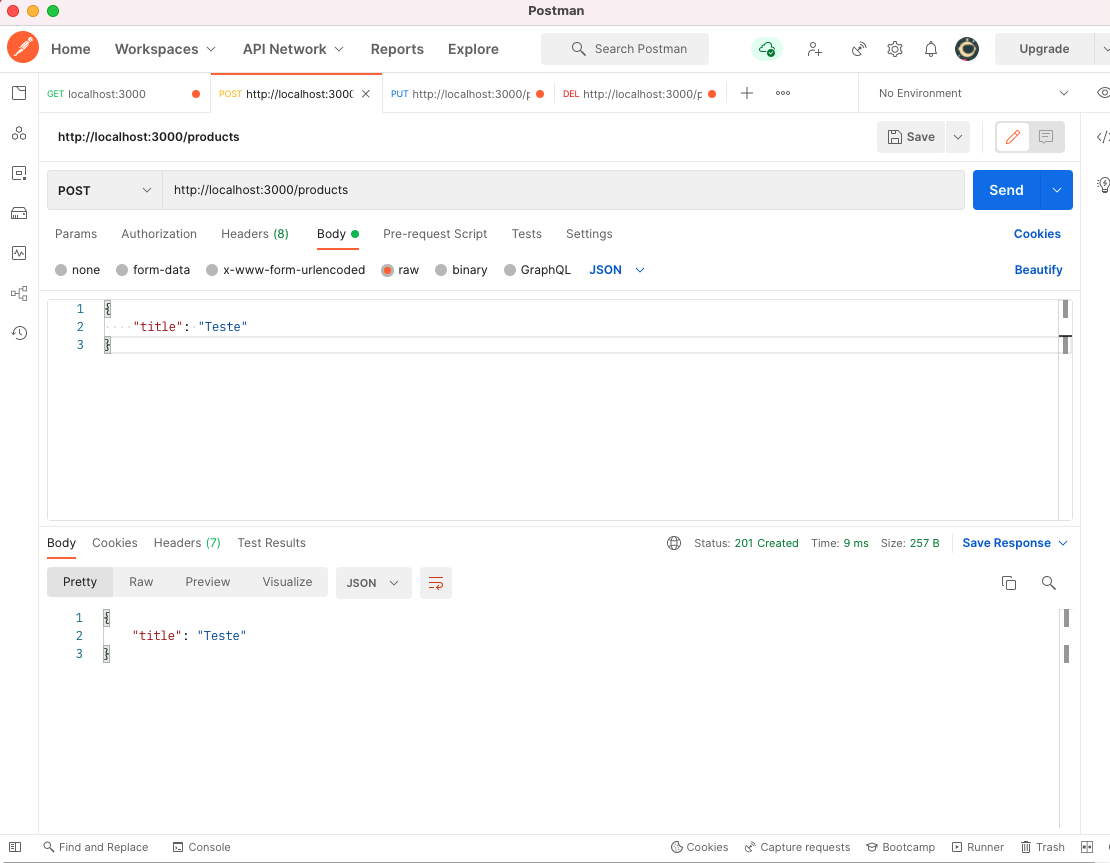 Postman
Home Workspaces API Network Reports Explore Search Postman Upgrade
GET localhost:3000 POST http://localhost:3000 PUT http://localhost:3000/p DEL http://localhost:3000/p No Environment
http://localhost:3000/products Save
POST http://localhost:3000/products Send
Params Authorization Headers (8) Body Pre-request Script Tests Settings Cookies
none form-data x-www-form-urlencoded raw binary GraphQL JSON Beautify
1 {
2 "title": "Teste"
3 }
Body Cookies Headers (7) Test Results Status: 201 Created Time: 9 ms Size: 257 B Save Response
Pretty Raw Preview Visualize JSON
1 {
2 "title": "Teste"
3 }
Find and Replace Console Cookies Capture requests Bootcamp Runner Trash